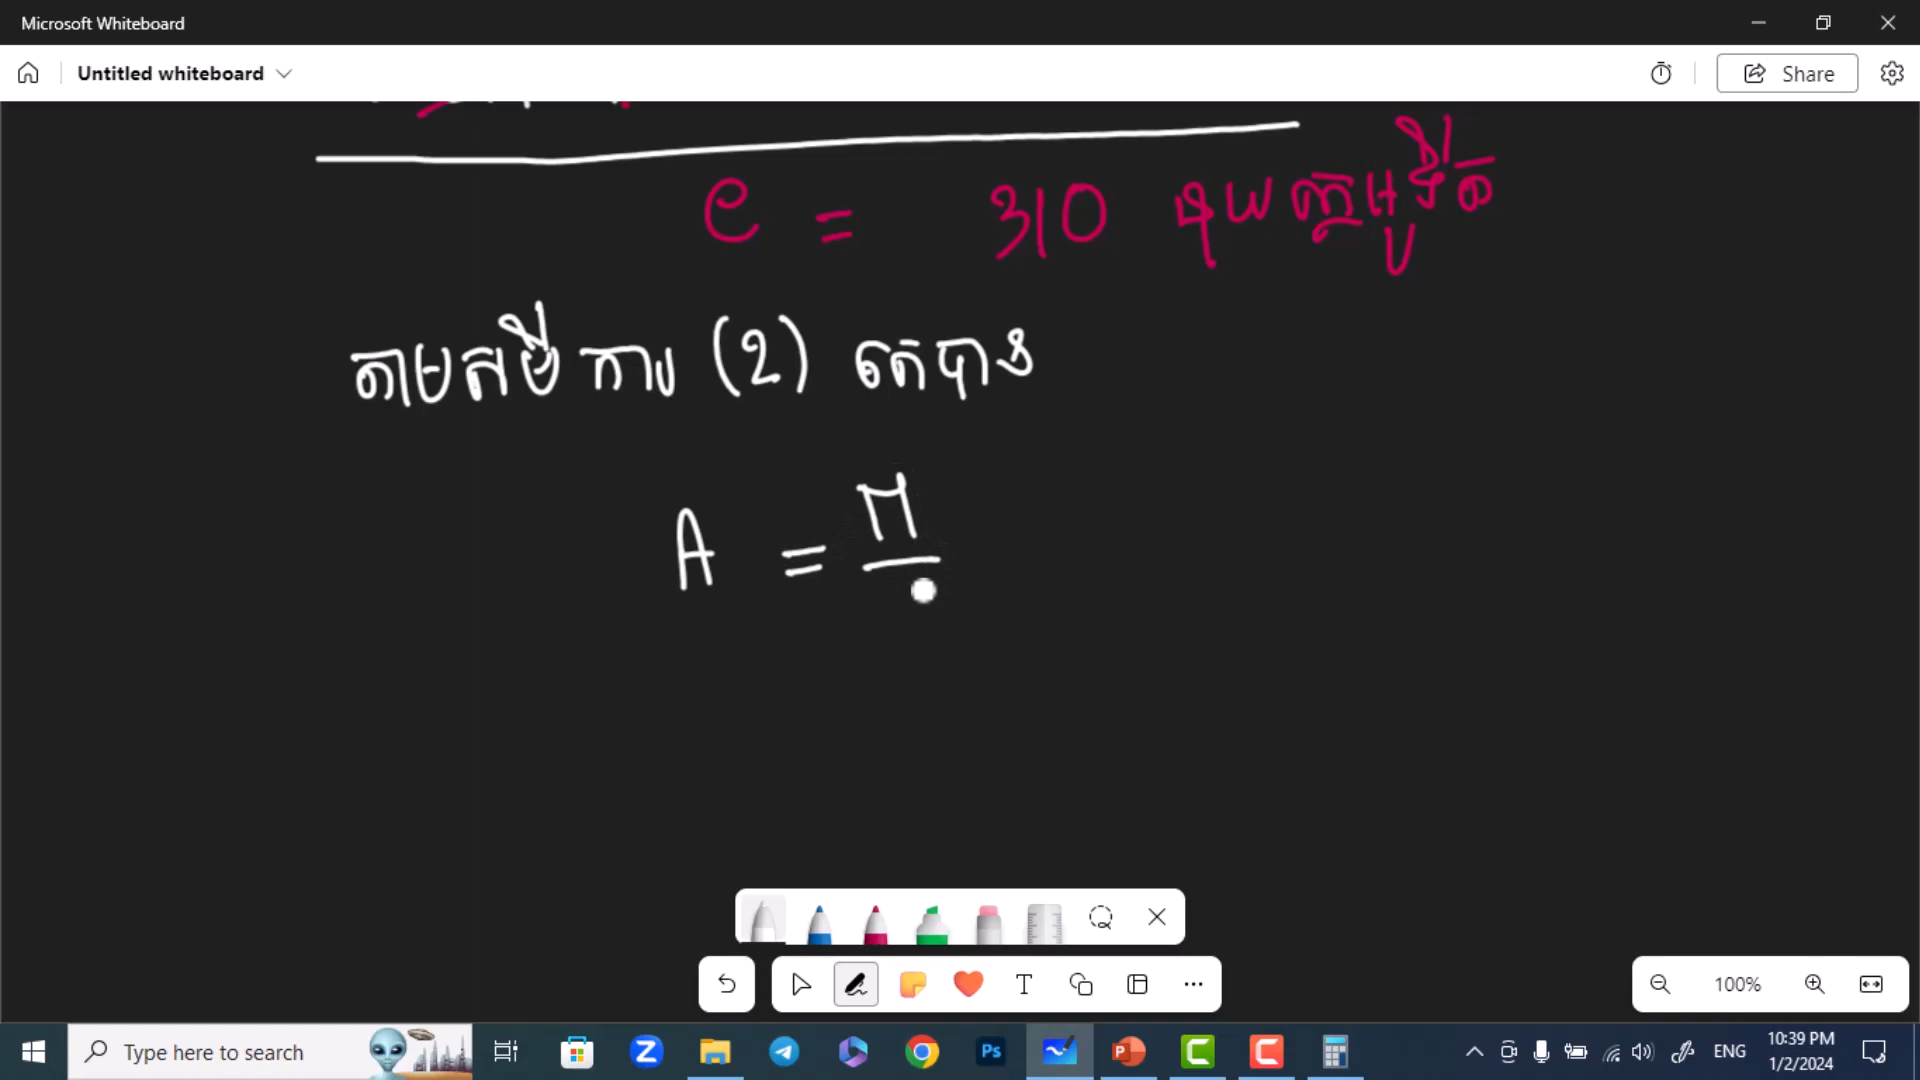 Microsoft Whiteboard
Untitled whiteboard
Share
e = 310
តាមសមីការ (2) គេបាន
A = M
100%
Type here to search
ENG
10:39 PM
1/2/2024